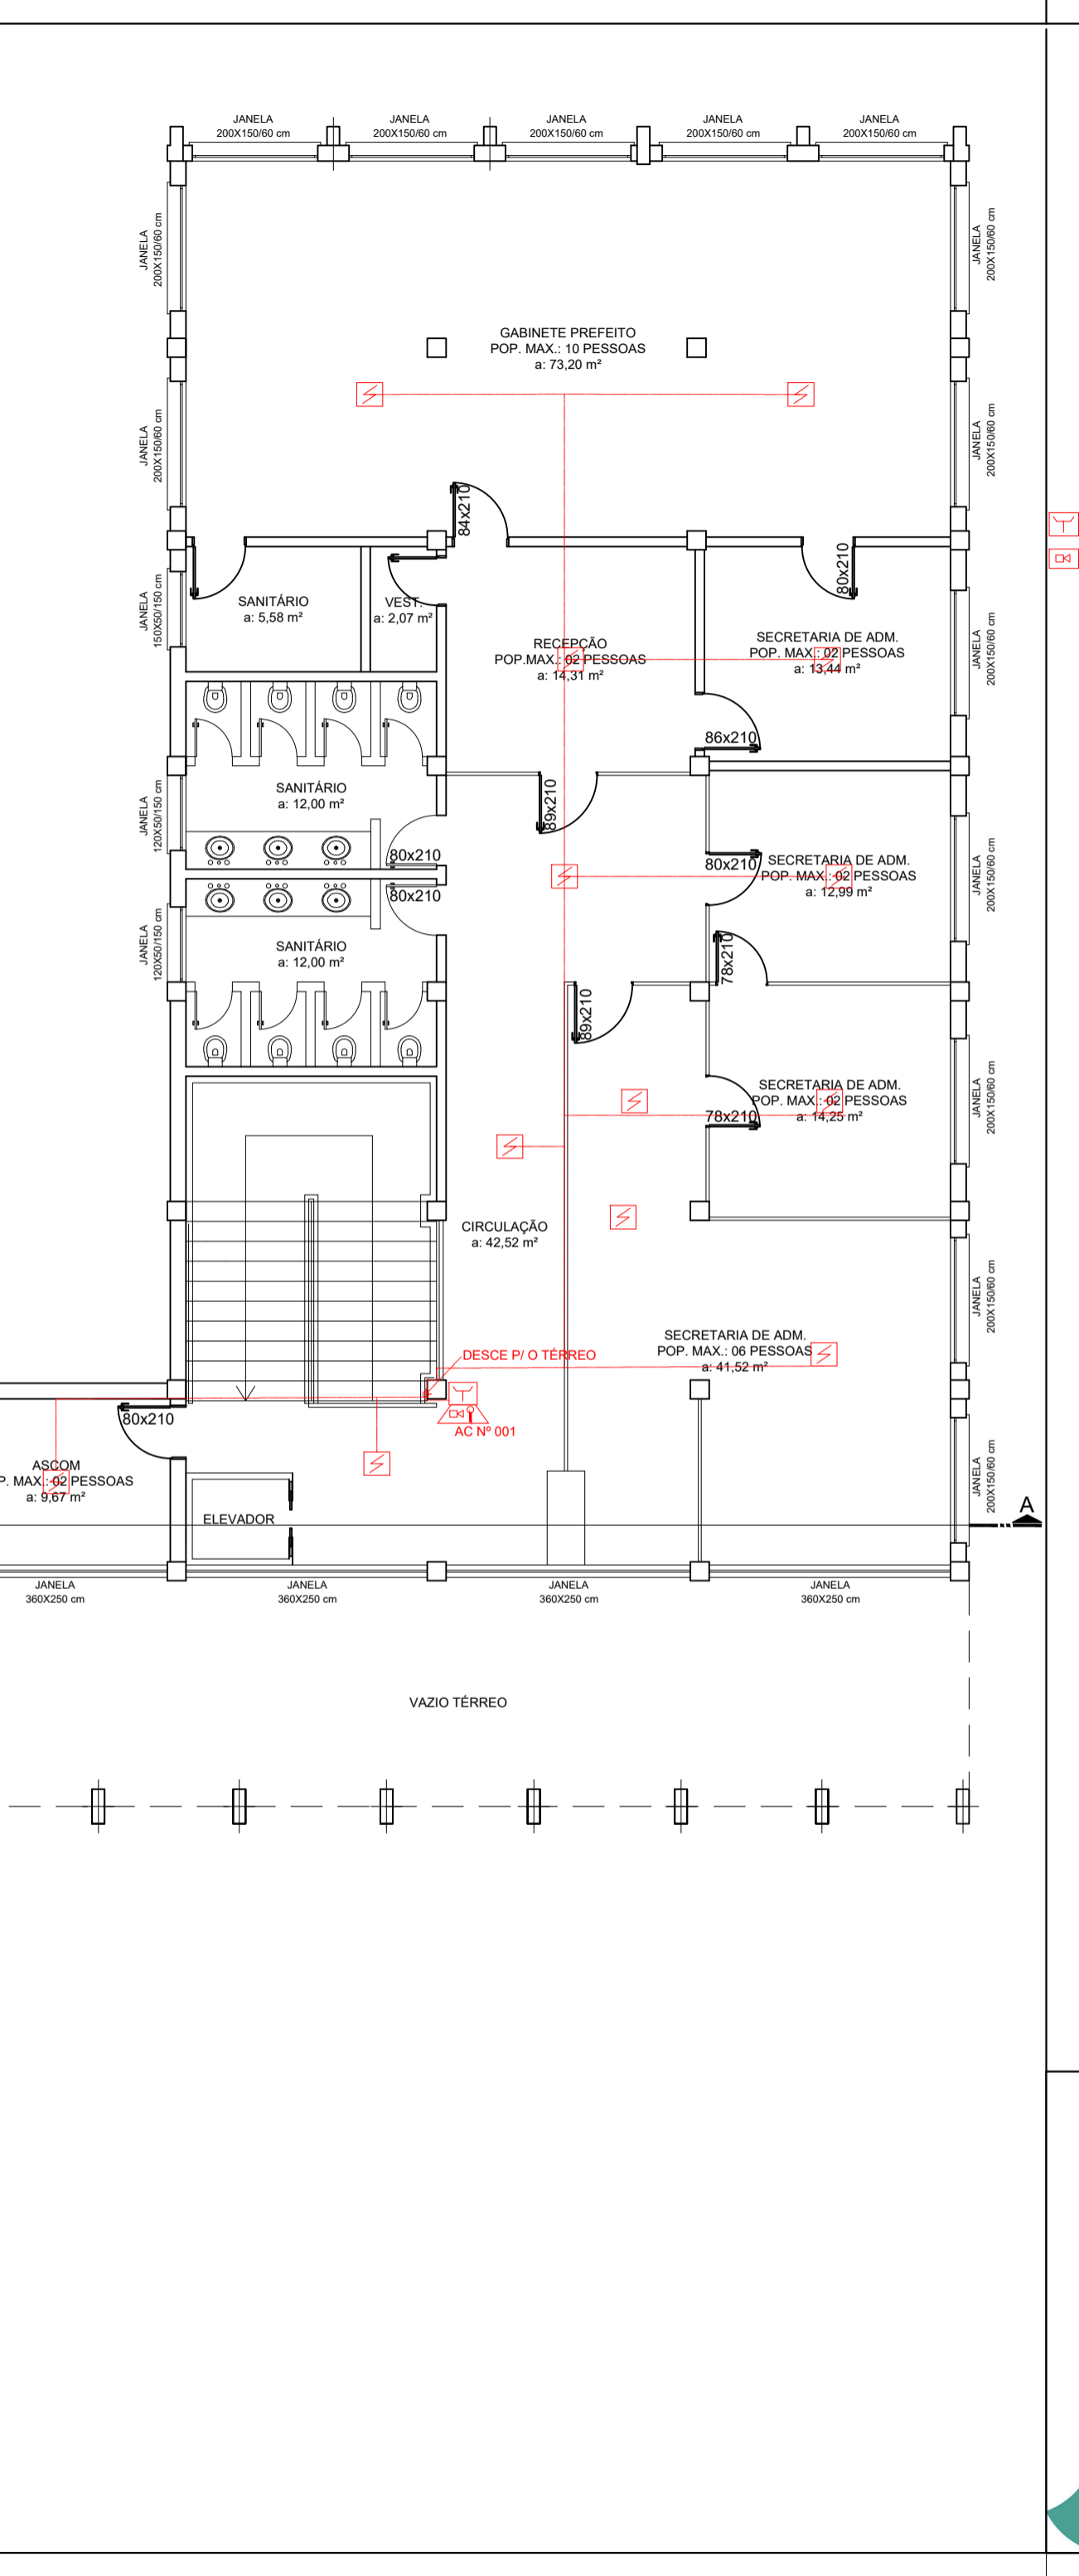 JANELA
200X150/60 cm
JANELA
200X150/60 cm
JANELA
200X150/60 cm
JANELA
200X150/60 cm
JANELA
200X150/60 cm
JANELA
200X150/60 cm
JANELA
200X150/60 cm
GABINETE PREFEITO
POP. MAX.: 10 PESSOAS
a: 73,20 m²
JANELA
200X150/60 cm
JANELA
200X150/60 cm
84x210
80x210
JANELA
150X50/150 cm
SANITÁRIO
a: 5,58 m²
VEST.
a: 2,07 m²
RECEPÇÃO
POP.MAX.: 02 PESSOAS
a: 14,31 m²
SECRETARIA DE ADM.
POP. MAX.: 02 PESSOAS
a: 13,44 m²
JANELA
200X150/60 cm
86x210
SANITÁRIO
a: 12,00 m²
JANELA
120X50/150 cm
89x210
80x210
80x210
80x210
SECRETARIA DE ADM.
POP. MAX.: 02 PESSOAS
a: 12,99 m²
JANELA
200X150/60 cm
JANELA
120X50/150 cm
SANITÁRIO
a: 12,00 m²
78x210
89x210
SECRETARIA DE ADM.
POP. MAX.: 02 PESSOAS
a: 14,25 m²
78x210
JANELA
200X150/60 cm
CIRCULAÇÃO
a: 42,52 m²
JANELA
200X150/60 cm
SECRETARIA DE ADM.
POP. MAX.: 06 PESSOAS
a: 41,52 m²
DESCE P/ O TÉRREO
80x210
AC Nº 001
ASCOM
P. MAX.: 02 PESSOAS
a: 9,67 m²
JANELA
200X150/60 cm
ELEVADOR
A
JANELA
360X250 cm
JANELA
360X250 cm
JANELA
360X250 cm
JANELA
360X250 cm
VAZIO TÉRREO